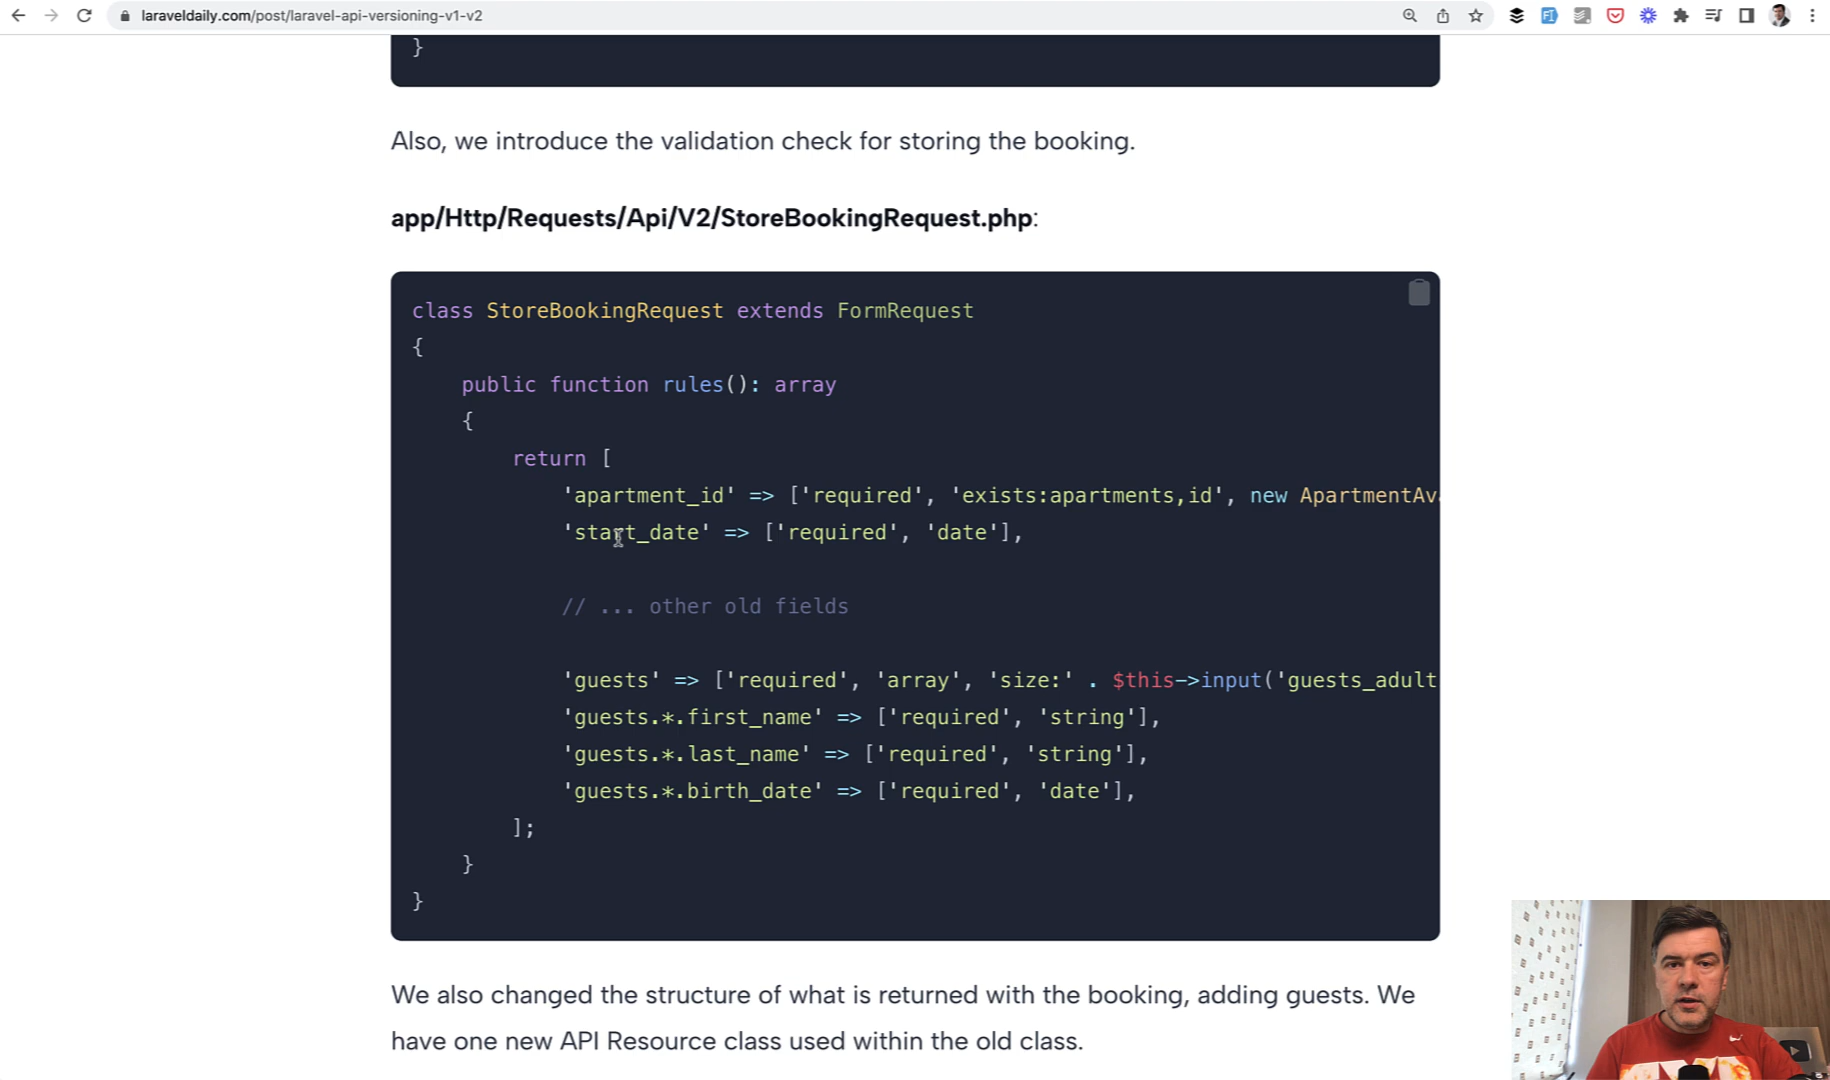 laraveldaily.com/post/laravel-api-versioning-v1-v2
}
Also, we introduce the validation check for storing the booking.
app/Http/Requests/Api/V2/StoreBookingRequest.php:
class StoreBookingRequest extends FormRequest
{
public function rules(): array
{
return [
'apartment_id' => ['required', 'exists:apartments,id', new ApartmentAv
'start_date' => ['required', 'date'],
// ... other old fields
'guests' => ['required', 'array', 'size:' . $this->input('guests_adult
'guests.*.first_name' => ['required', 'string'],
'guests.*.last_name' => ['required', 'string'],
'guests.*.birth_date' => ['required', 'date'],
];
}
}
We also changed the structure of what is returned with the booking, adding guests. We
have one new API Resource class used within the old class.